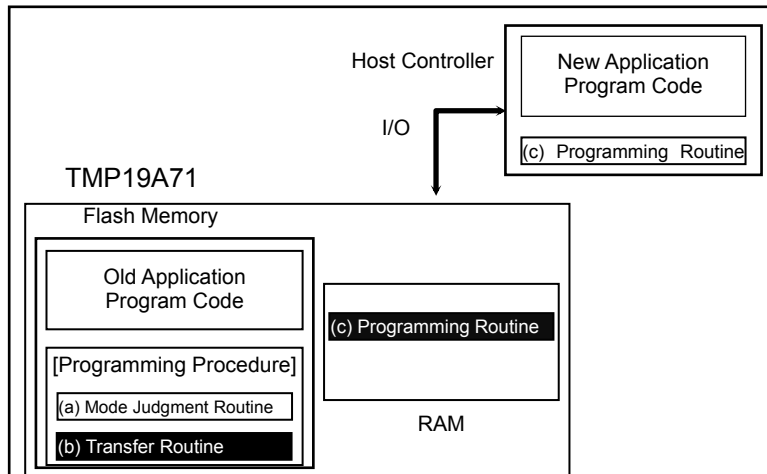 Host Controller
New Application
Program Code
I/O
(c) Programming Routine
TMP19A71
Flash Memory
Old Application
Program Code
(c) Programming Routine
[Programming Procedure]
(a) Mode Judgment Routine
(b) Transfer Routine
RAM